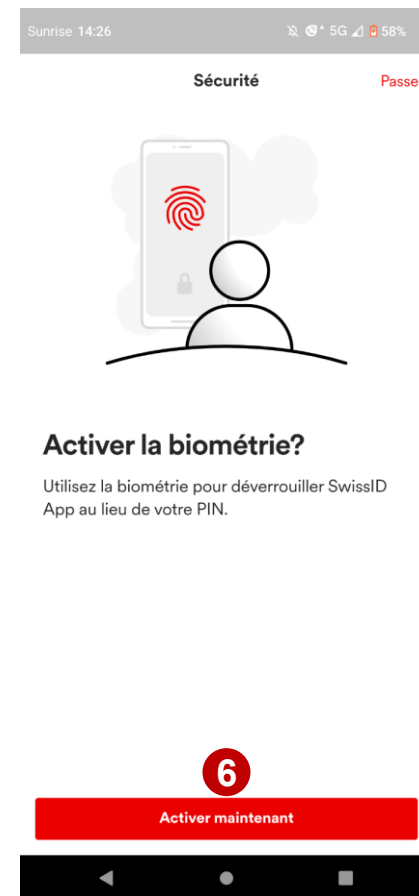 Sunrise 14:26 5G 58%
Sécurité Passe
Activer la biométrie?
Utilisez la biométrie pour déverrouiller SwissID
App au lieu de votre PIN.
6
Activer maintenant